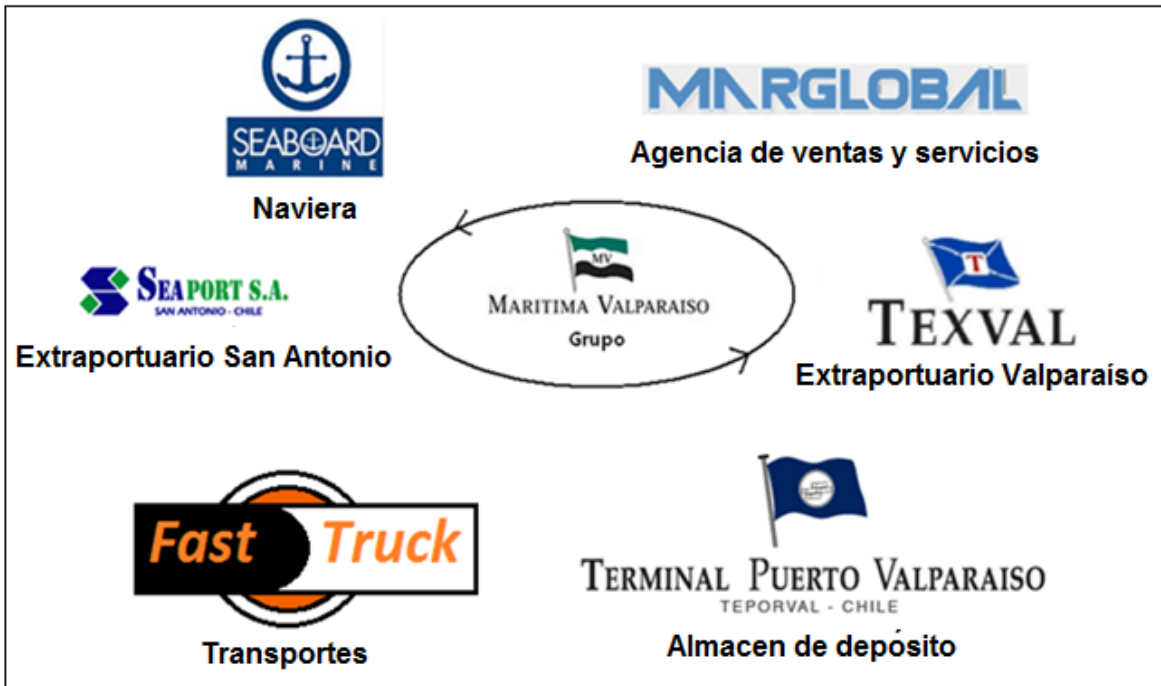 SEABOARD
MARINE
Naviera
MARGLOBAL
Agencia de ventas y servicios
MV
MARITIMA VALPARAISO
Grupo
SEAPORT S.A.
SAN ANTONIO - CHILE
Extraportuario San Antonio
T
TEXVAL
Extraportuario Valparaíso
Fast Truck
Transportes
TERMINAL PUERTO VALPARAISO
TEPORVAL - CHILE
Almacen de depósito